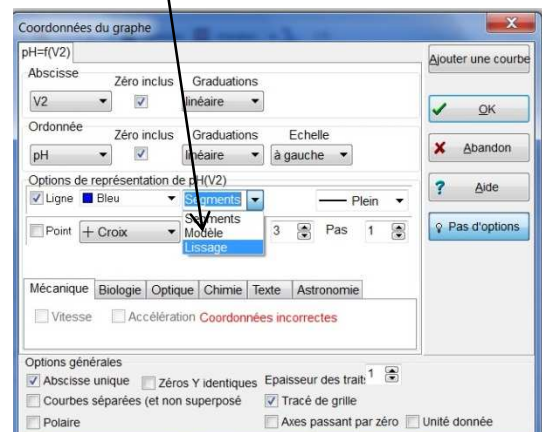 Coordonnées du graphe
pH=f(V2)
Ajouter une courbe
Abscisse
Zéro inclus Graduations
V2 linéaire
OK
Ordonnée
Zéro inclus Graduations Echelle
pH linéaire à gauche
Abandon
Options de représentation de pH(V2)
Ligne Bleu Segments Plein
Aide
Segments
Point Croix Modèle 3 Pas 1
Pas d'options
Lissage
Mécanique Biologie Optique Chimie Texte Astronomie
Vitesse Accélération Coordonnées incorrectes
Options générales
Abscisse unique Zéros Y identiques Epaisseur des traits 1
Courbes séparées (et non superposé Tracé de grille
Polaire Axes passant par zéro Unité donnée